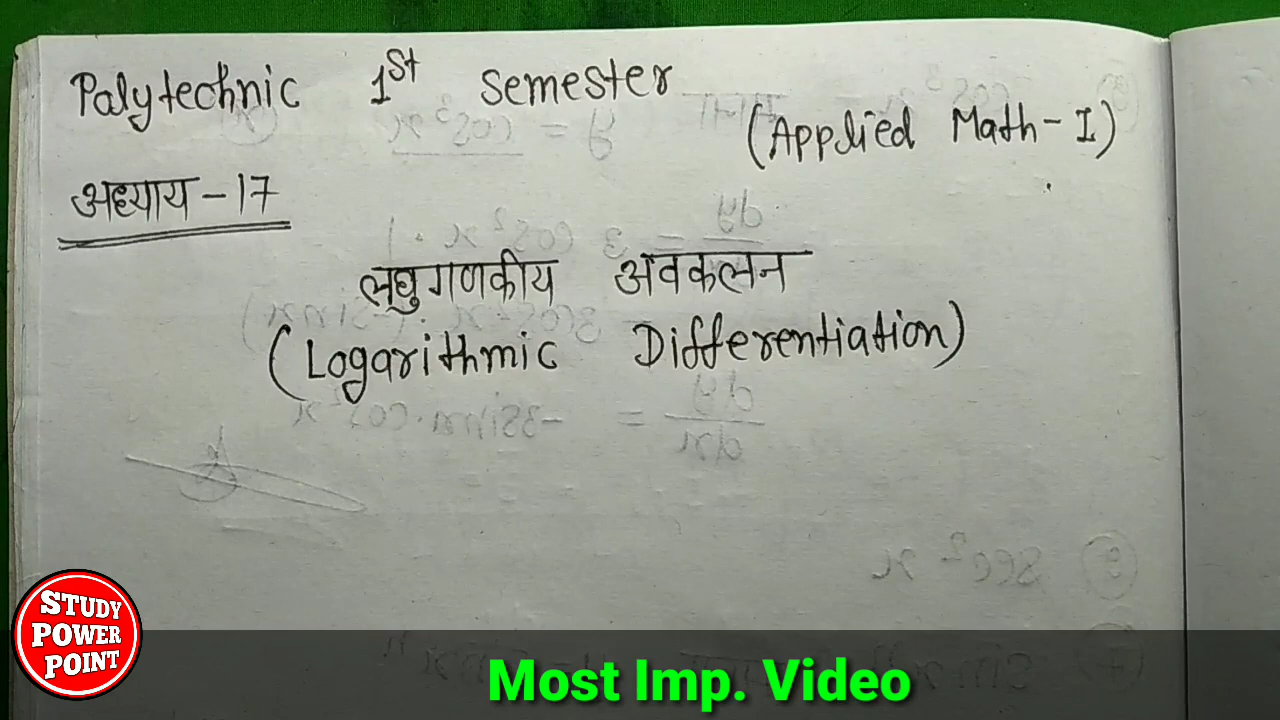 Polytechnic 1st Semester
(Applied Math-I)
अध्याय - 17
लघुगणकीय अवकलन
(Logarithmic Differentiation)
STUDY
POWER
POINT
Most Imp. Video